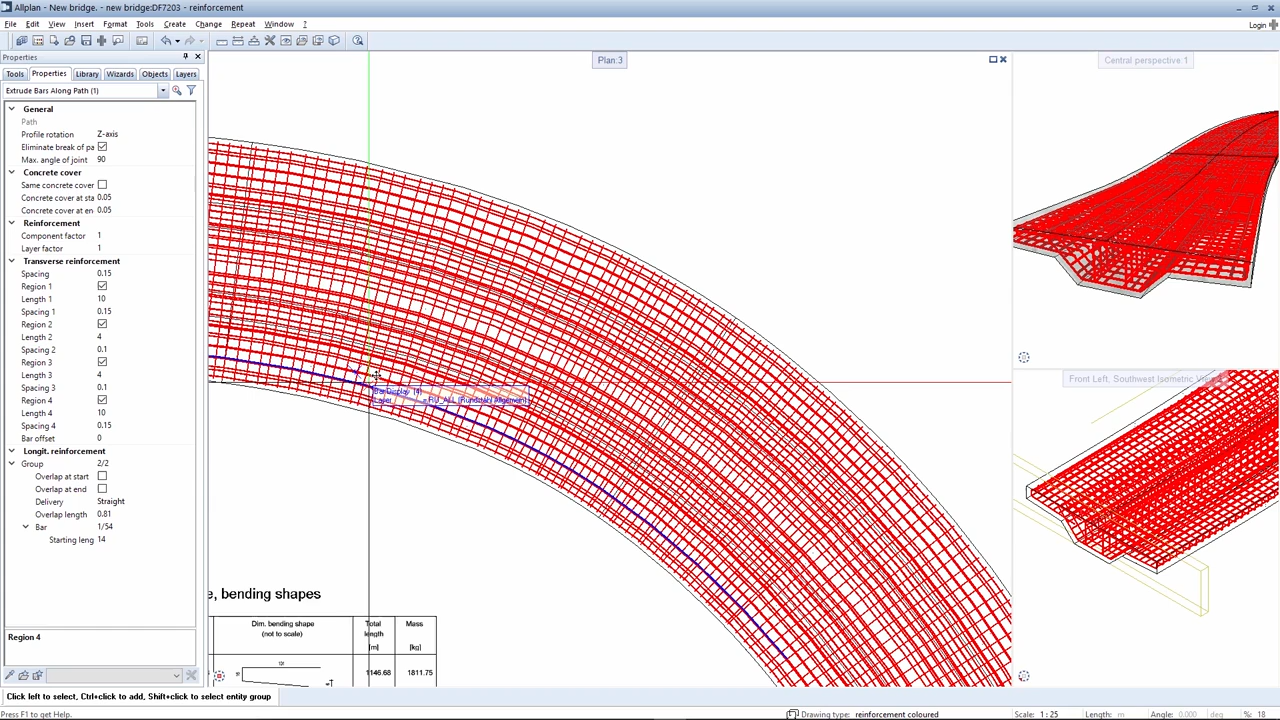 Allplan - New bridge. - new bridge:DF7203 - reinforcement
File Edit View Insert Format Tools Create Change Repeat Window ?
Login
Properties
Tools Properties Library Wizards Objects Layers
Extrude Bars Along Path (1)
General
Path
Profile rotation Z-axis
Eliminate break of pa
Max. angle of joint 90
Concrete cover
Same concrete cover
Concrete cover at sta 0.05
Concrete cover at en 0.05
Reinforcement
Component factor 1
Layer factor 1
Transverse reinforcement
Spacing 0.15
Region 1
Length 1 10
Spacing 1 0.15
Region 2
Length 2 4
Spacing 2 0.1
Region 3
Length 3 4
Spacing 3 0.1
Region 4
Length 4 10
Spacing 4 0.15
Bar offset 0
Longit. reinforcement
Group 2/2
Overlap at start
Overlap at end
Delivery Straight
Overlap length 0.81
Bar 1/54
Starting leng 14
Region 4
Plan:3
Bar Display (4)
Layer = RU_ALL (Rundstahl Allgemein)
e, bending shapes
Dim. bending shape
(not to scale)
Total
length
[m]
Mass
[kg]
1146.68 1811.75
Central perspective:1
Front Left, Southwest Isometric View
Click left to select, Ctrl+click to add, Shift+click to select entity group
Press F1 to get Help.
Drawing type: reinforcement coloured
Scale: 1 : 25
Length: m
Angle: 0.000 deg
%: 18